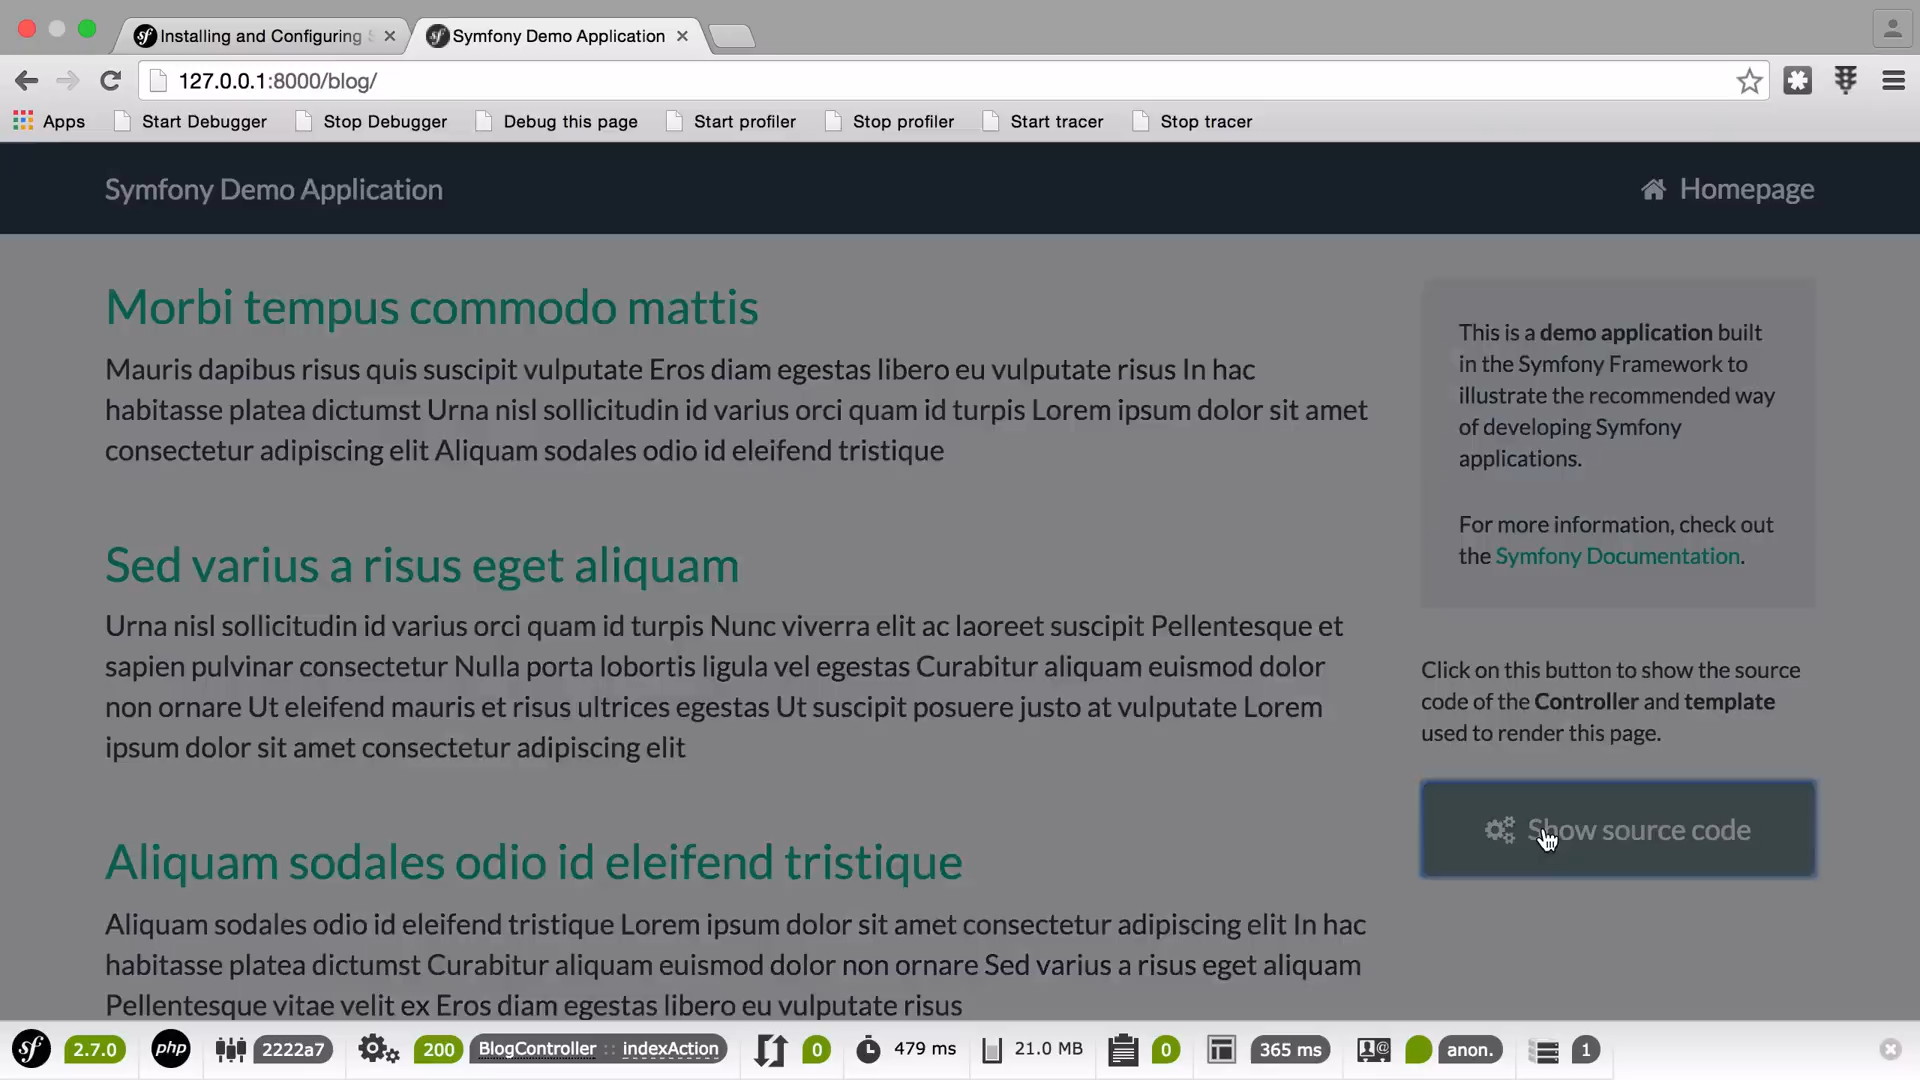 Installing and Configuring S
Symfony Demo Application
127.0.0.1:8000/blog/
Apps Start Debugger Stop Debugger Debug this page Start profiler Stop profiler Start tracer Stop tracer
Symfony Demo Application
Homepage
Morbi tempus commodo mattis
Mauris dapibus risus quis suscipit vulputate Eros diam egestas libero eu vulputate risus In hac
habitasse platea dictumst Urna nisl sollicitudin id varius orci quam id turpis Lorem ipsum dolor sit amet
consectetur adipiscing elit Aliquam sodales odio id eleifend tristique
Sed varius a risus eget aliquam
Urna nisl sollicitudin id varius orci quam id turpis Nunc viverra elit ac laoreet suscipit Pellentesque et
sapien pulvinar consectetur Nulla porta lobortis ligula vel egestas Curabitur aliquam euismod dolor
non ornare Ut eleifend mauris et risus ultrices egestas Ut suscipit posuere justo at vulputate Lorem
ipsum dolor sit amet consectetur adipiscing elit
Aliquam sodales odio id eleifend tristique
Aliquam sodales odio id eleifend tristique Lorem ipsum dolor sit amet consectetur adipiscing elit In hac
habitasse platea dictumst Curabitur aliquam euismod dolor non ornare Sed varius a risus eget aliquam
Pellentesque vitae velit ex Eros diam egestas libero eu vulputate risus
This is a demo application built
in the Symfony Framework to
illustrate the recommended way
of developing Symfony
applications.
For more information, check out
the Symfony Documentation.
Click on this button to show the source
code of the Controller and template
used to render this page.
Show source code
sf 2.7.0 php 2222a7 200 BlogController :: indexAction 0 479 ms 21.0 MB 0 365 ms anon. 1